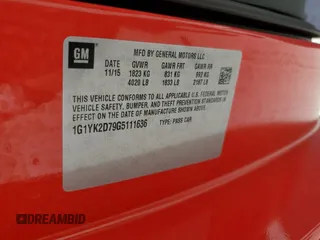 GM
MFD BY GENERAL MOTORS LLC
DATE GVWR GAWR FRT GAWR RR
11/15 1823 KG 831 KG 992 KG
4020 LB 1833 LB 2187 LB
THIS VEHICLE CONFORMS TO ALL APPLICABLE U.S. FEDERAL MOTOR
VEHICLE SAFETY, BUMPER, AND THEFT PREVENTION STANDARDS
IN EFFECT ON THE DATE OF MANUFACTURE SHOWN ABOVE.
1G1YK2D79G5111636 TYPE: PASS CAR
DREAMBID